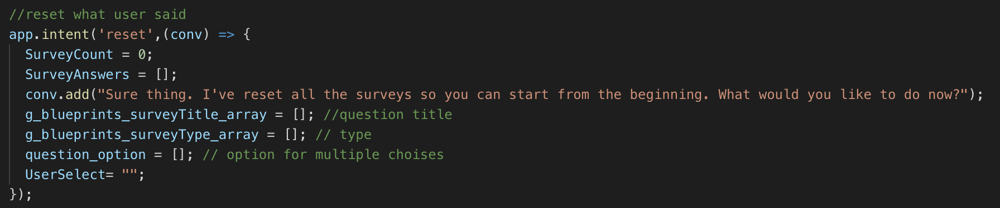 //reset what user said
app.intent('reset',(conv) => {
  SurveyCount = 0;
  SurveyAnswers = [];
  conv.add("Sure thing. I've reset all the surveys so you can start from the beginning. What would you like to do now?");
  g_blueprints_surveyTitle_array = []; //question title
  g_blueprints_surveyType_array = []; // type
  question_option = []; // option for multiple choises
  UserSelect= "";
});